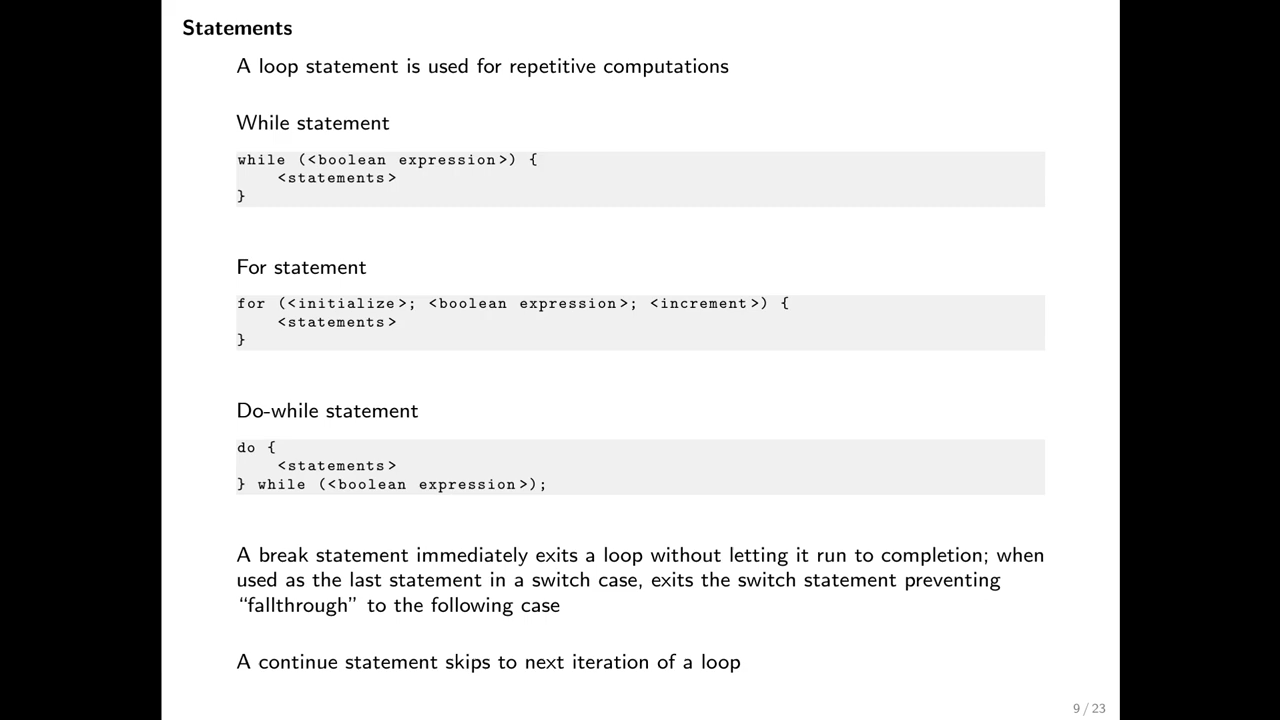 Statements
A loop statement is used for repetitive computations
While statement
while (<boolean expression>) {
    <statements>
}
For statement
for (<initialize>; <boolean expression>; <increment>) {
    <statements>
}
Do-while statement
do {
    <statements>
} while (<boolean expression>);
A break statement immediately exits a loop without letting it run to completion; when
used as the last statement in a switch case, exits the switch statement preventing
“fallthrough” to the following case
A continue statement skips to next iteration of a loop
9 / 23